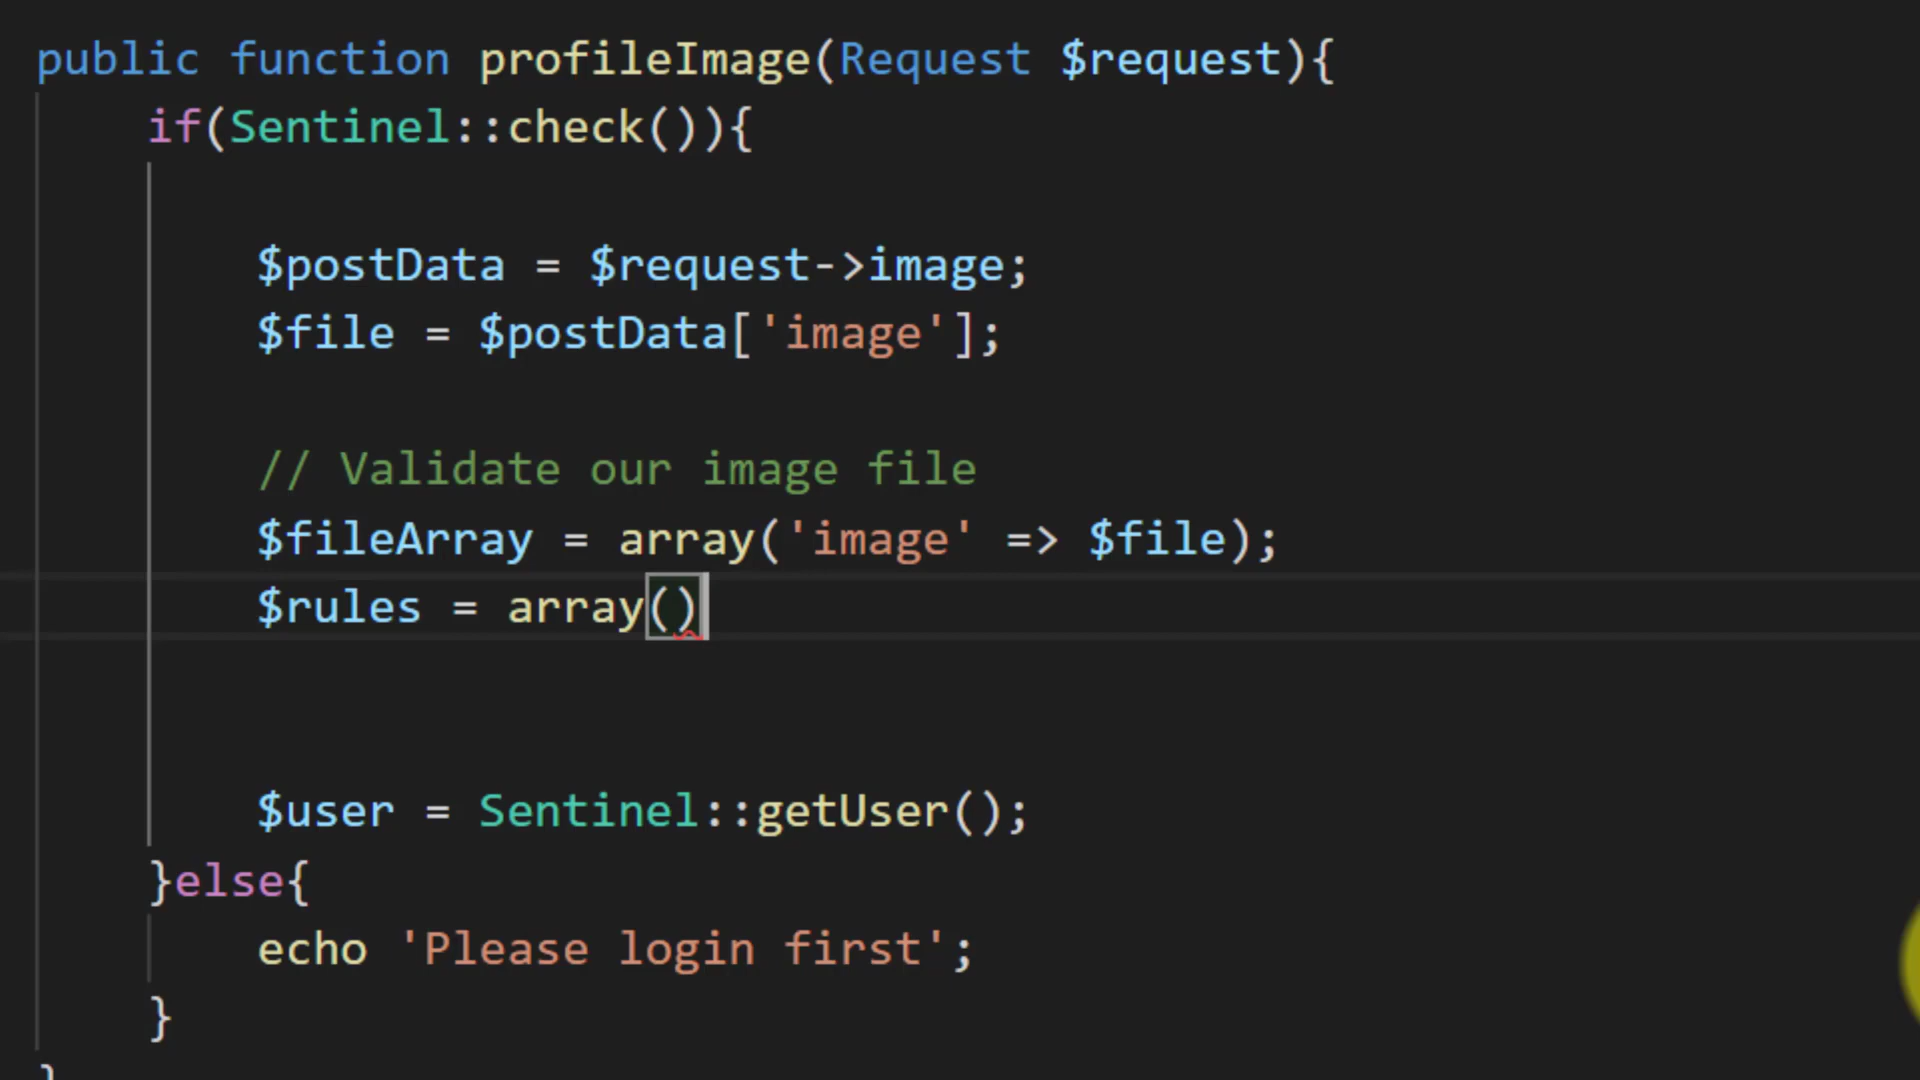 public function profileImage(Request $request){
if(Sentinel::check()){
$postData = $request->image;
$file = $postData['image'];
// Validate our image file
$fileArray = array('image' => $file);
$rules = array()
$user = Sentinel::getUser();
}else{
echo 'Please login first';
}
}